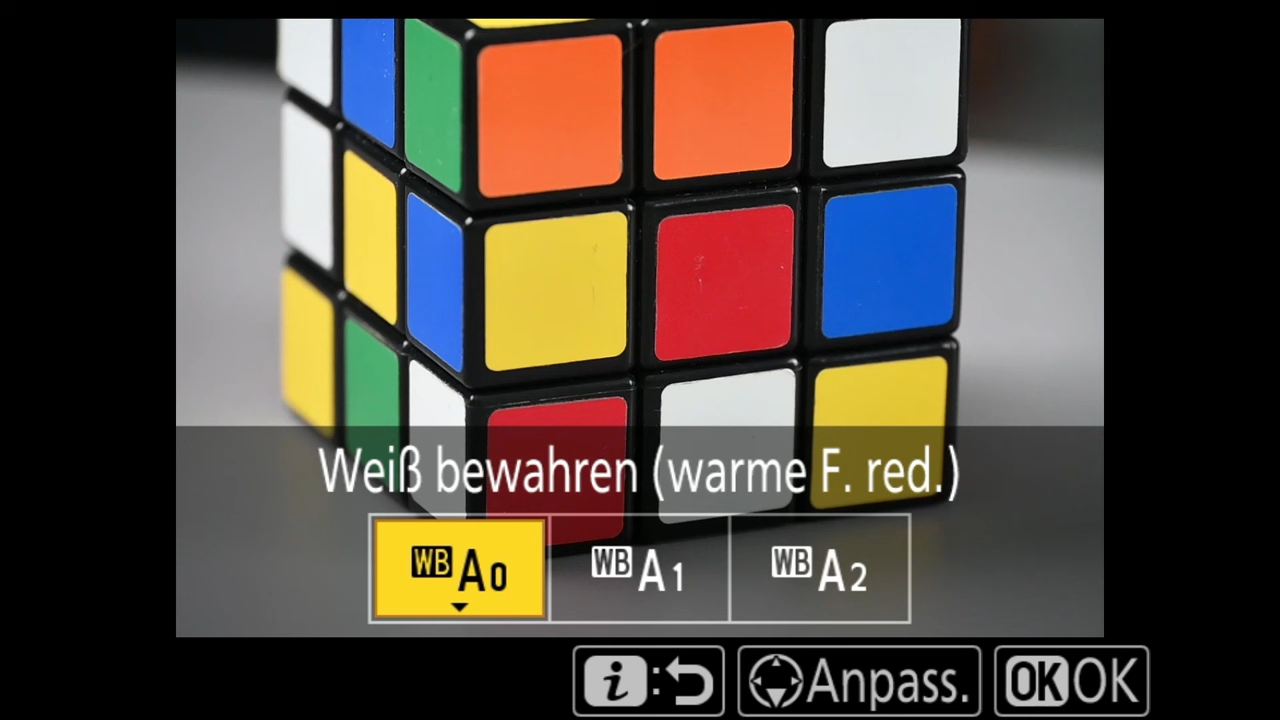 Weiß bewahren (warme F. red.)
WB A0 WB A1 WB A2
i: Anpass. OK OK